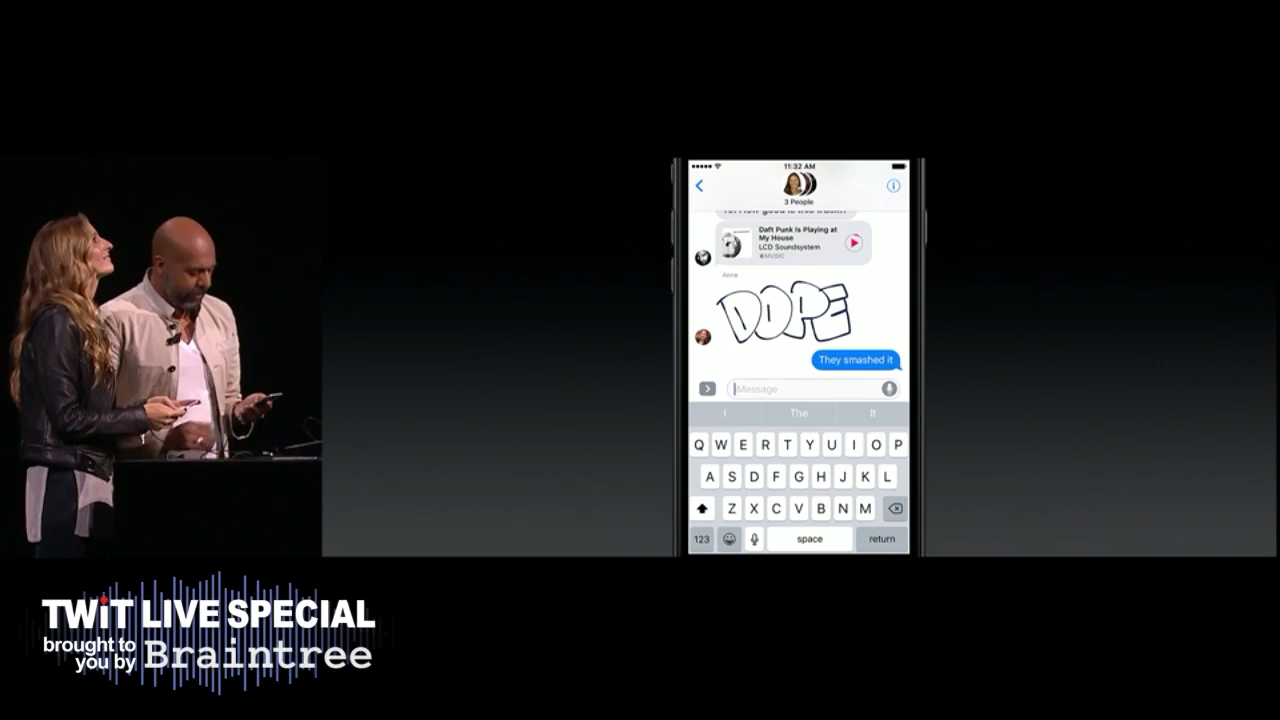 11:32 AM
3 People
Daft Punk Is Playing at
My House
LCD Soundsystem
MUSIC
Anne
DOPE
They smashed it
Message
I The It
Q W E R T Y U I O P
A S D F G H J K L
Z X C V B N M
123 space return
TWiT LIVE SPECIAL
brought to
you by Braintree